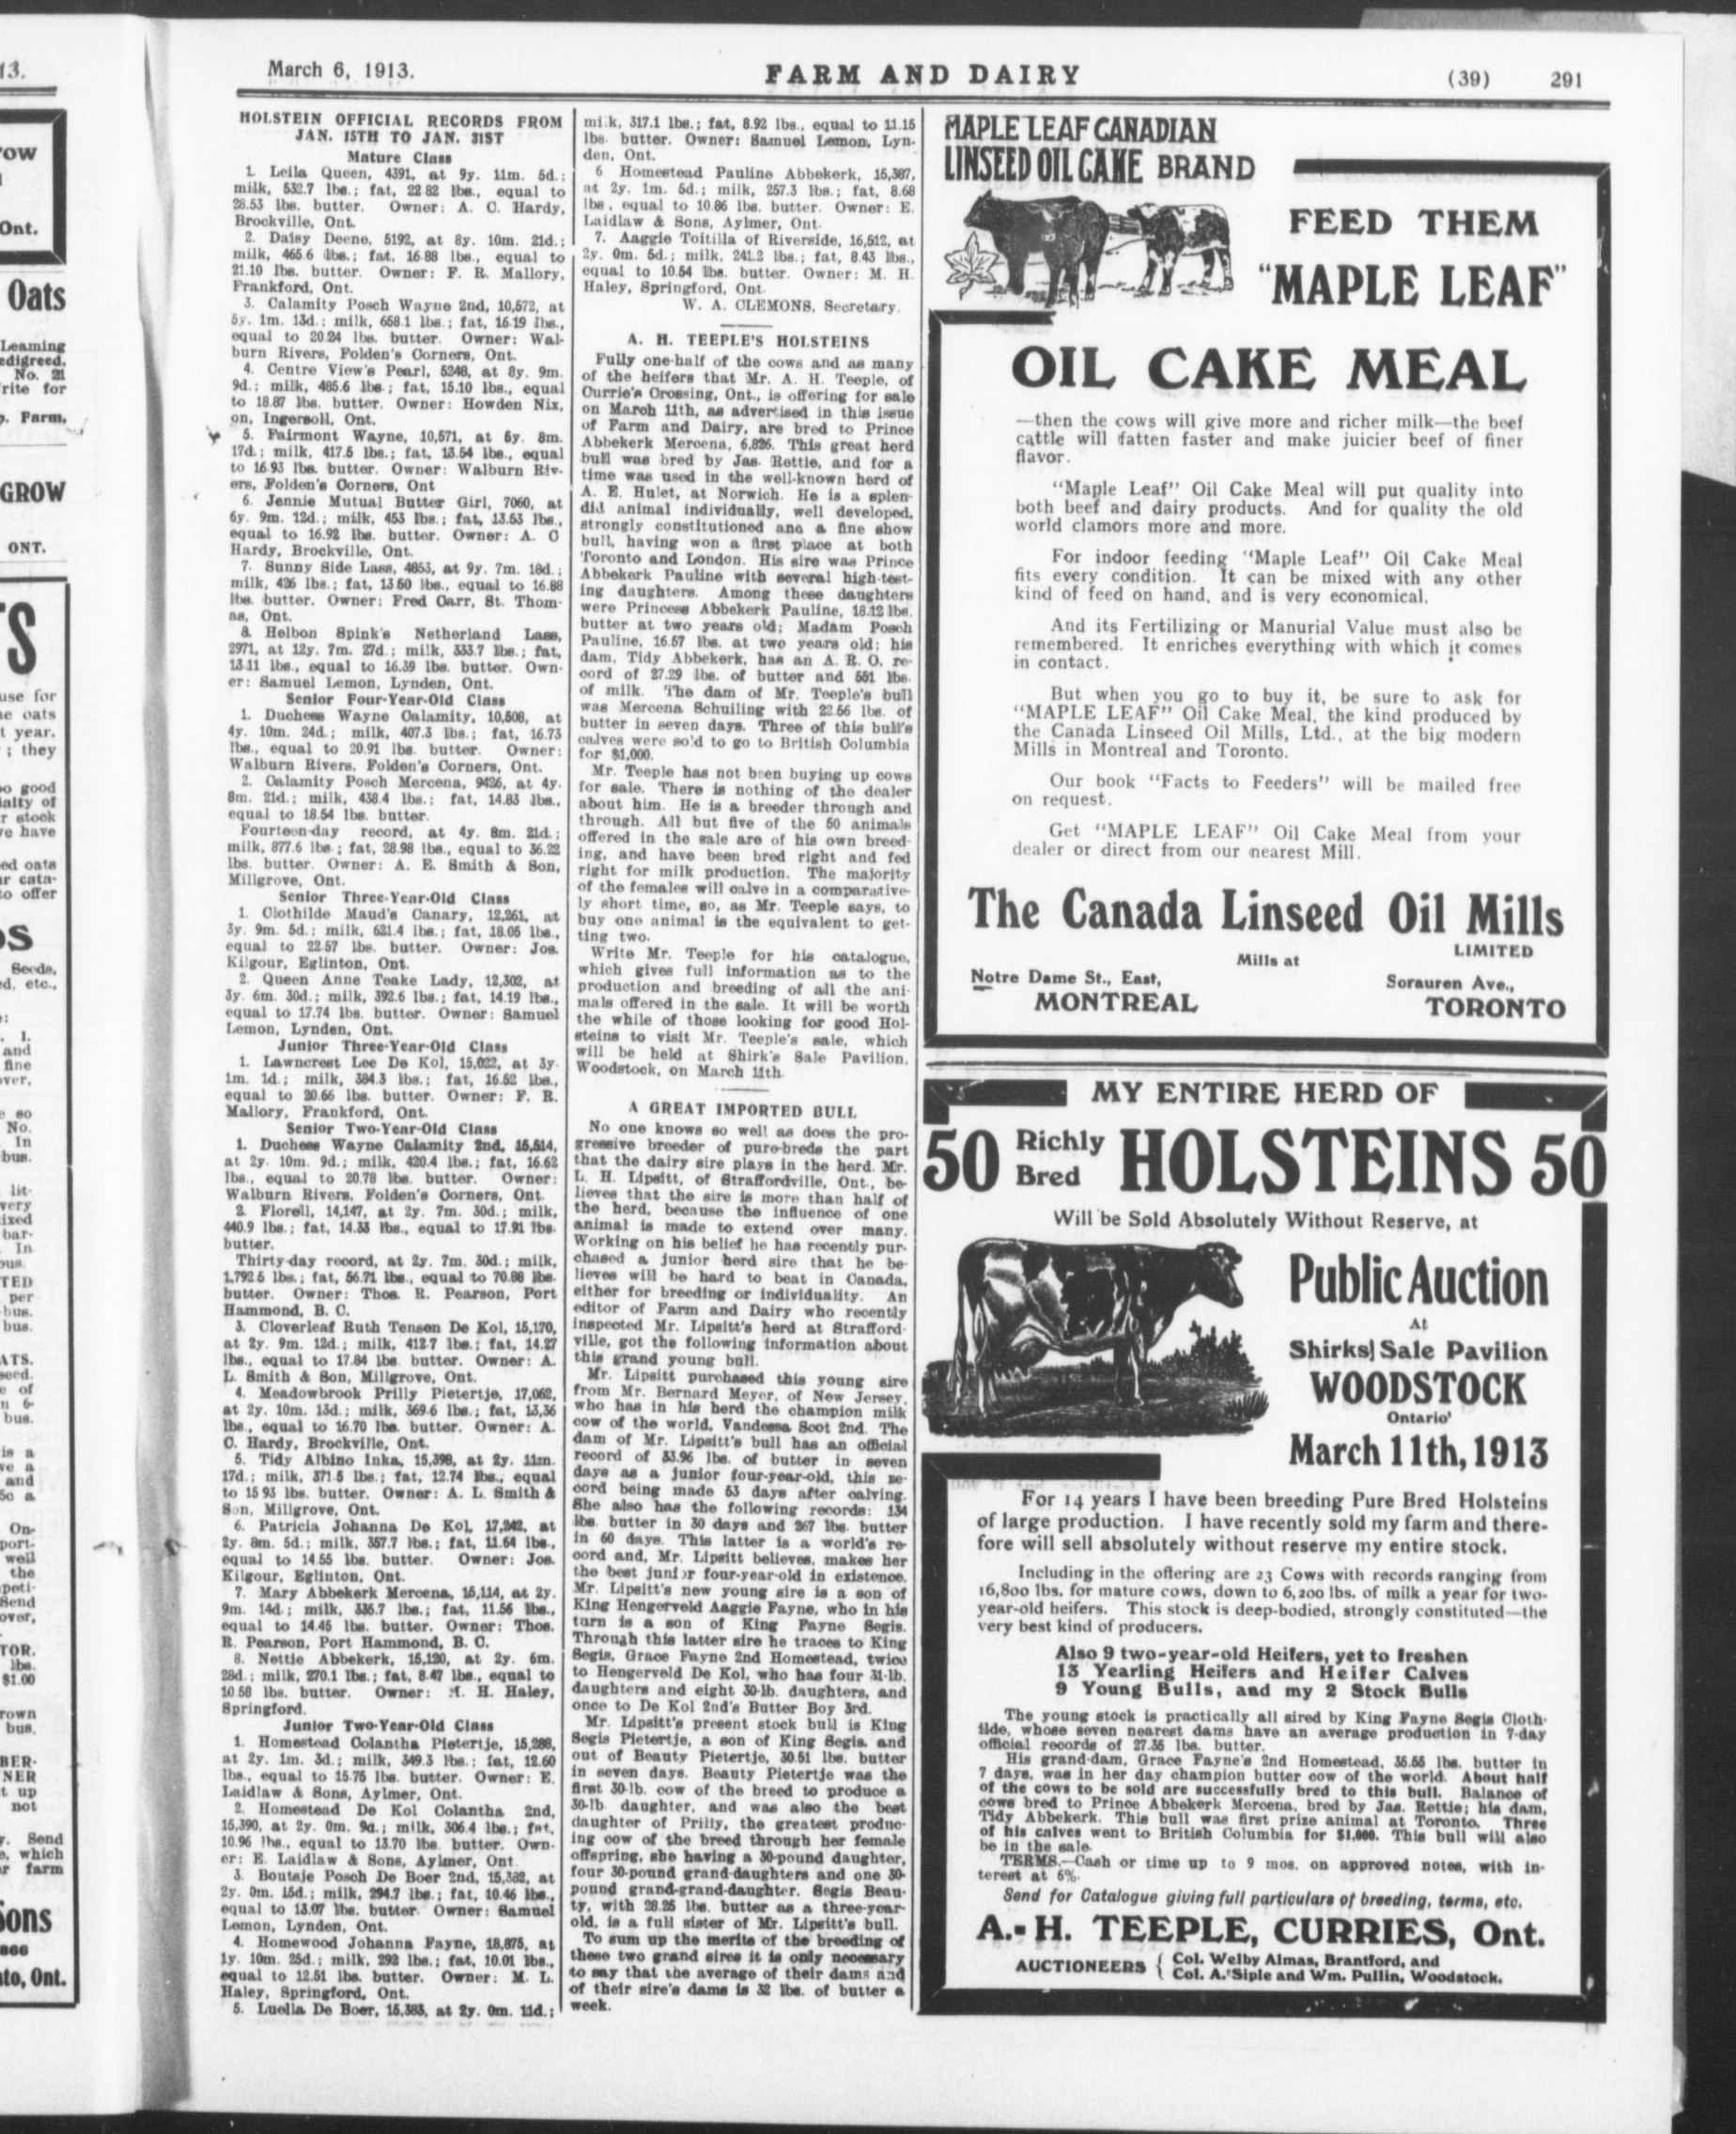 March 6, 1913.
FARM AND DAIRY
(39) 291
HOLSTEIN OFFICIAL RECORDS FROM
JAN. 15TH TO JAN. 31ST
Mature Class
1. Leila Queen, 4391, at 9y. 11m. 5d.;
milk, 532.7 lbs.; fat, 22.82 lbs., equal to
28.53 lbs. butter. Owner: A. C. Hardy,
Brockville, Ont.
2. Daisy Deene, 5192, at 8y. 10m. 21d.;
milk, 465.6 lbs.; fat, 16.88 lbs., equal to
21.10 lbs. butter. Owner: F. R. Mallory,
Frankford, Ont.
3. Calamity Posch Wayne 2nd, 10,572, at
5y. 1m. 13d.; milk, 658.1 lbs.; fat, 16.19 lbs.,
equal to 20.24 lbs. butter. Owner: Wal-
burn Rivers, Folden's Corners, Ont.
4. Centre View's Pearl, 5248, at 8y. 9m.
9d.; milk, 485.6 lbs.; fat, 15.10 lbs., equal
to 18.87 lbs. butter. Owner: Howden Nix,
on, Ingersoll, Ont.
5. Fairmont Wayne, 10,571, at 5y. 8m.
17d.; milk, 417.5 lbs.; fat, 13.54 lbs., equal
to 16.93 lbs. butter. Owner: Walburn Riv-
ers, Folden's Corners, Ont
6. Jennie Mutual Butter Girl, 7060, at
6y. 9m. 12d.; milk, 453 lbs.; fat, 13.53 lbs.,
equal to 16.92 lbs. butter. Owner: A. C
Hardy, Brockville, Ont.
7. Sunny Side Lass, 4853, at 9y. 7m. 18d.;
milk, 426 lbs.; fat, 13.50 lbs., equal to 16.88
lbs. butter. Owner: Fred Carr, St. Thom-
as, Ont.
8. Helbon Spink's Netherland Lass,
2971, at 12y. 7m. 27d.; milk, 333.7 lbs.; fat,
13.11 lbs., equal to 16.39 lbs. butter. Own-
er: Samuel Lemon, Lynden, Ont.
Senior Four-Year-Old Class
1. Duchess Wayne Calamity, 10,508, at
4y. 10m. 24d.; milk, 407.3 lbs.; fat, 16.73
lbs., equal to 20.91 lbs. butter. Owner:
Walburn Rivers, Folden's Corners, Ont.
2. Calamity Posch Mercena, 9426, at 4y.
8m. 21d.; milk, 438.4 lbs.; fat, 14.83 lbs.,
equal to 18.54 lbs. butter.
Fourteen-day record, at 4y. 8m. 21d.;
milk, 877.6 lbs.; fat, 28.98 lbs., equal to 36.22
lbs. butter. Owner: A. E. Smith & Son,
Millgrove, Ont.
Senior Three-Year-Old Class
1. Clothilde Maud's Canary, 12,261, at
3y. 9m. 5d.; milk, 621.4 lbs.; fat, 18.05 lbs.,
equal to 22.57 lbs. butter. Owner: Jos.
Kilgour, Eglinton, Ont.
2. Queen Anne Teake Lady, 12,302, at
3y. 6m. 30d.; milk, 392.6 lbs.; fat, 14.19 lbs.,
equal to 17.74 lbs. butter. Owner: Samuel
Lemon, Lynden, Ont.
Junior Three-Year-Old Class
1. Lawncrest Lee De Kol, 15,022, at 3y.
1m. 1d.; milk, 384.3 lbs.; fat, 16.52 lbs.,
equal to 20.66 lbs. butter. Owner: F. R.
Mallory, Frankford, Ont.
Senior Two-Year-Old Class
1. Duchess Wayne Calamity 2nd, 15,514,
at 2y. 10m. 9d.; milk, 420.4 lbs.; fat, 16.62
lbs., equal to 20.78 lbs. butter. Owner:
Walburn Rivers, Folden's Corners, Ont.
2. Florell, 14,147, at 2y. 7m. 30d.; milk,
440.9 lbs.; fat, 14.33 lbs., equal to 17.91 lbs.
butter.
Thirty-day record, at 2y. 7m. 30d.; milk,
1,792.5 lbs.; fat, 56.71 lbs., equal to 70.88 lbs.
butter. Owner: Thos. R. Pearson, Port
Hammond, B. C.
3. Cloverleaf Ruth Tensen De Kol, 15,170,
at 2y. 9m. 12d.; milk, 412.7 lbs.; fat, 14.27
lbs., equal to 17.84 lbs. butter. Owner: A.
L. Smith & Son, Millgrove, Ont.
4. Meadowbrook Prilly Pietertje, 17,062,
at 2y. 10m. 13d.; milk, 369.6 lbs.; fat, 13,36
lbs., equal to 16.70 lbs. butter. Owner: A.
C. Hardy, Brockville, Ont.
5. Tidy Albino Inka, 15,398, at 2y. 11m.
17d.; milk, 371.5 lbs.; fat, 12.74 lbs., equal
to 15.93 lbs. butter. Owner: A. L. Smith &
Son, Millgrove, Ont.
6. Patricia Johanna De Kol, 17,242, at
2y. 8m. 5d.; milk, 357.7 lbs.; fat, 11.64 lbs.,
equal to 14.55 lbs. butter. Owner: Jos.
Kilgour, Eglinton, Ont.
7. Mary Abbekerk Mercena, 15,114, at 2y.
9m. 14d.; milk, 335.7 lbs.; fat, 11.56 lbs.,
equal to 14.45 lbs. butter. Owner: Thos.
R. Pearson, Port Hammond, B. C.
8. Nettie Abbekerk, 15,120, at 2y. 6m.
28d.; milk, 270.1 lbs.; fat, 8.47 lbs., equal to
10.58 lbs. butter. Owner: M. H. Haley,
Springford.
Junior Two-Year-Old Class
1. Homestead Colantha Pietertje, 15,288,
at 2y. 1m. 3d.; milk, 349.3 lbs.; fat, 12.60
lbs., equal to 15.75 lbs. butter. Owner: E.
Laidlaw & Sons, Aylmer, Ont.
2. Homestead De Kol Colantha 2nd,
15,390, at 2y. 0m. 9d.; milk, 306.4 lbs.; fat,
10.96 lbs., equal to 13.70 lbs. butter. Own-
er: E. Laidlaw & Sons, Aylmer, Ont.
3. Boutsje Posch De Boer 2nd, 15,382, at
2y. 0m. 15d.; milk, 294.7 lbs.; fat, 10.46 lbs.,
equal to 13.07 lbs. butter. Owner: Samuel
Lemon, Lynden, Ont.
4. Homewood Johanna Fayne, 18,875, at
1y. 10m. 25d.; milk, 292 lbs.; fat, 10.01 lbs.,
equal to 12.51 lbs. butter. Owner: M. L.
Haley, Springford, Ont.
5. Luella De Boer, 15,383, at 2y. 0m. 11d.;
milk, 317.1 lbs.; fat, 8.92 lbs., equal to 11.15
lbs. butter. Owner: Samuel Lemon, Lyn-
den, Ont.
6 Homestead Pauline Abbekerk, 15,387,
at 2y. 1m. 5d.; milk, 257.3 lbs.; fat, 8.68
lbs, equal to 10.86 lbs. butter. Owner: E.
Laidlaw & Sons, Aylmer, Ont.
7. Aaggie Toitilla of Riverside, 16,512, at
2y. 0m. 5d.; milk, 241.2 lbs.; fat, 8.43 lbs.,
equal to 10.54 lbs. butter. Owner: M. H.
Haley, Springford, Ont.
W. A. CLEMONS, Secretary.
A. H. TEEPLE'S HOLSTEINS
Fully one-half of the cows and as many
of the heifers that Mr. A. H. Teeple, of
Currie's Crossing, Ont., is offering for sale
on March 11th, as advertised in this issue
of Farm and Dairy, are bred to Prince
Abbekerk Mercena, 6,826. This great herd
bull was bred by Jas. Rettie, and for a
time was used in the well-known herd of
A. E. Hulet, at Norwich. He is a splen-
did animal individually, well developed,
strongly constitutioned and a fine show
bull, having won a first place at both
Toronto and London. His sire was Prince
Abbekerk Pauline with several high-test-
ing daughters. Among these daughters
were Princess Abbekerk Pauline, 18.12 lbs.
butter at two years old; Madam Posch
Pauline, 16.57 lbs. at two years old; his
dam, Tidy Abbekerk, has an A. R. O. re-
cord of 27.29 lbs. of butter and 551 lbs.
of milk. The dam of Mr. Teeple's bull
was Mercena Schuiling with 22.56 lbs. of
butter in seven days. Three of this bull's
calves were sold to go to British Columbia
for $1,000.
Mr. Teeple has not been buying up cows
for sale. There is nothing of the dealer
about him. He is a breeder through and
through. All but five of the 50 animals
offered in the sale are of his own breed-
ing, and have been bred right and fed
right for milk production. The majority
of the females will calve in a comparative-
ly short time, so, as Mr. Teeple says, to
buy one animal is the equivalent to get-
ting two.
Write Mr. Teeple for his catalogue,
which gives full information as to the
production and breeding of all the ani-
mals offered in the sale. It will be worth
the while of those looking for good Hol-
steins to visit Mr. Teeple's sale, which
will be held at Shirk's Sale Pavilion,
Woodstock, on March 11th.
A GREAT IMPORTED BULL
No one knows so well as does the pro-
gressive breeder of pure-breds the part
that the dairy sire plays in the herd. Mr.
L. H. Lipsitt, of Straffordville, Ont., be-
lieves that the sire is more than half of
the herd, because the influence of one
animal is made to extend over many.
Working on his belief he has recently pur-
chased a junior herd sire that he be-
lieves will be hard to beat in Canada,
either for breeding or individuality. An
editor of Farm and Dairy who recently
inspected Mr. Lipsitt's herd at Strafford-
ville, got the following information about
this grand young bull.
Mr. Lipsitt purchased this young sire
from Mr. Bernard Meyer, of New Jersey,
who has in his herd the champion milk
cow of the world, Vandessa Scot 2nd. The
dam of Mr. Lipsitt's bull has an official
record of 33.96 lbs. of butter in seven
days as a junior four-year-old, this re-
cord being made 53 days after calving.
She also has the following records: 134
lbs. butter in 30 days and 267 lbs. butter
in 60 days. This latter is a world's re-
cord and, Mr. Lipsitt believes, makes her
the best junior four-year-old in existence.
Mr. Lipsitt's new young sire is a son of
King Hengerveld Aaggie Fayne, who in his
turn is a son of King Fayne Segis.
Through this latter sire he traces to King
Segis, Grace Fayne 2nd Homestead, twice
to Hengerveld De Kol, who has four 31-lb.
daughters and eight 30-lb. daughters, and
once to De Kol 2nd's Butter Boy 3rd.
Mr. Lipsitt's present stock bull is King
Segis Pietertje, a son of King Segis, and
out of Beauty Pietertje, 30.51 lbs. butter
in seven days. Beauty Pietertje was the
first 30-lb. cow of the breed to produce a
30-lb. daughter, and was also the best
daughter of Prilly, the greatest produc-
ing cow of the breed through her female
offspring, she having a 30-pound daughter,
four 30-pound grand-daughters and one 30-
pound grand-grand-daughter. Segis Beau-
ty, with 28.25 lbs. butter as a three-year-
old, is a full sister of Mr. Lipsitt's bull.
To sum up the merits of the breeding of
these two grand sires it is only necessary
to say that the average of their dams and
of their sire's dams is 32 lbs. of butter a
week.
MAPLE LEAF CANADIAN
LINSEED OIL CAKE BRAND
FEED THEM
"MAPLE LEAF"
OIL CAKE MEAL
—then the cows will give more and richer milk—the beef
cattle will fatten faster and make juicier beef of finer
flavor.
"Maple Leaf" Oil Cake Meal will put quality into
both beef and dairy products. And for quality the old
world clamors more and more.
For indoor feeding "Maple Leaf" Oil Cake Meal
fits every condition. It can be mixed with any other
kind of feed on hand, and is very economical.
And its Fertilizing or Manurial Value must also be
remembered. It enriches everything with which it comes
in contact.
But when you go to buy it, be sure to ask for
"MAPLE LEAF" Oil Cake Meal, the kind produced by
the Canada Linseed Oil Mills, Ltd., at the big modern
Mills in Montreal and Toronto.
Our book "Facts to Feeders" will be mailed free
on request.
Get "MAPLE LEAF" Oil Cake Meal from your
dealer or direct from our nearest Mill.
The Canada Linseed Oil Mills
LIMITED
Mills at
Notre Dame St., East,
MONTREAL
Sorauren Ave.,
TORONTO
MY ENTIRE HERD OF
50 Richly Bred HOLSTEINS 50
Will be Sold Absolutely Without Reserve, at
Public Auction
At
Shirks' Sale Pavilion
WOODSTOCK
Ontario
March 11th, 1913
For 14 years I have been breeding Pure Bred Holsteins
of large production. I have recently sold my farm and there-
fore will sell absolutely without reserve my entire stock.
Including in the offering are 23 Cows with records ranging from
16,800 lbs. for mature cows, down to 6,200 lbs. of milk a year for two-
year-old heifers. This stock is deep-bodied, strongly constituted—the
very best kind of producers.
Also 9 two-year-old Heifers, yet to freshen
13 Yearling Heifers and Heifer Calves
9 Young Bulls, and my 2 Stock Bulls
The young stock is practically all sired by King Fayne Segis Cloth-
ilde, whose seven nearest dams have an average production in 7-day
official records of 27.35 lbs. butter.
His grand-dam, Grace Fayne's 2nd Homestead, 35.55 lbs. butter in
7 days, was in her day champion butter cow of the world. About half
of the cows to be sold are successfully bred to this bull. Balance of
cows bred to Prince Abbekerk Mercena, bred by Jas. Rettie; his dam,
Tidy Abbekerk. This bull was first prize animal at Toronto. Three
of his calves went to British Columbia for $1,000. This bull will also
be in the sale.
TERMS.—Cash or time up to 9 mos. on approved notes, with in-
terest at 6%.
Send for Catalogue giving full particulars of breeding, terms, etc.
A. H. TEEPLE, CURRIES, Ont.
AUCTIONEERS { Col. Welby Almas, Brantford, and
Col. A. Siple and Wm. Pullin, Woodstock.